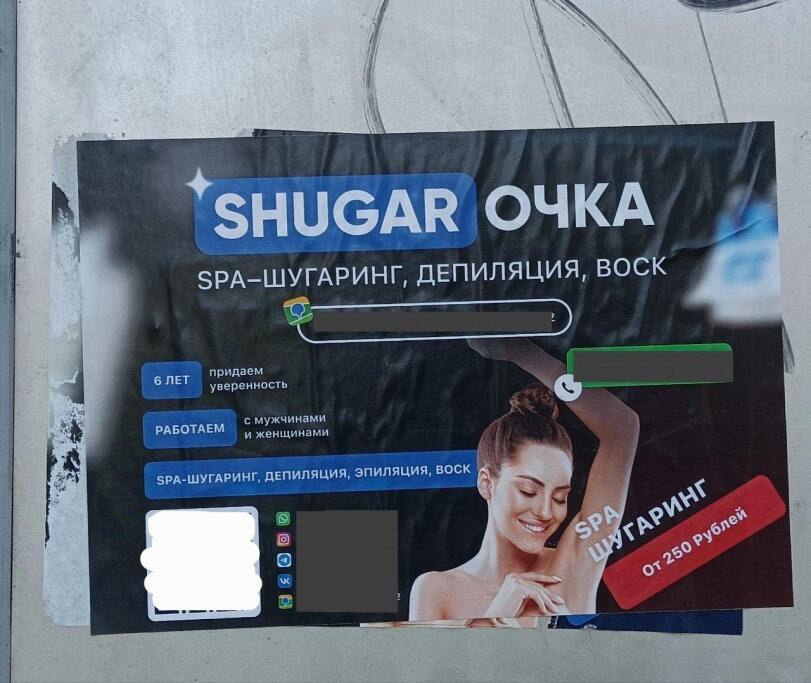 SHUGAR ОЧКА
SPA–ШУГАРИНГ, ДЕПИЛЯЦИЯ, ВОСК
6 ЛЕТ
придаем
уверенность
РАБОТАЕМ
с мужчинами
и женщинами
SPA-ШУГАРИНГ, ДЕПИЛЯЦИЯ, ЭПИЛЯЦИЯ, ВОСК
SPA
ШУГАРИНГ
От 250 Рублей